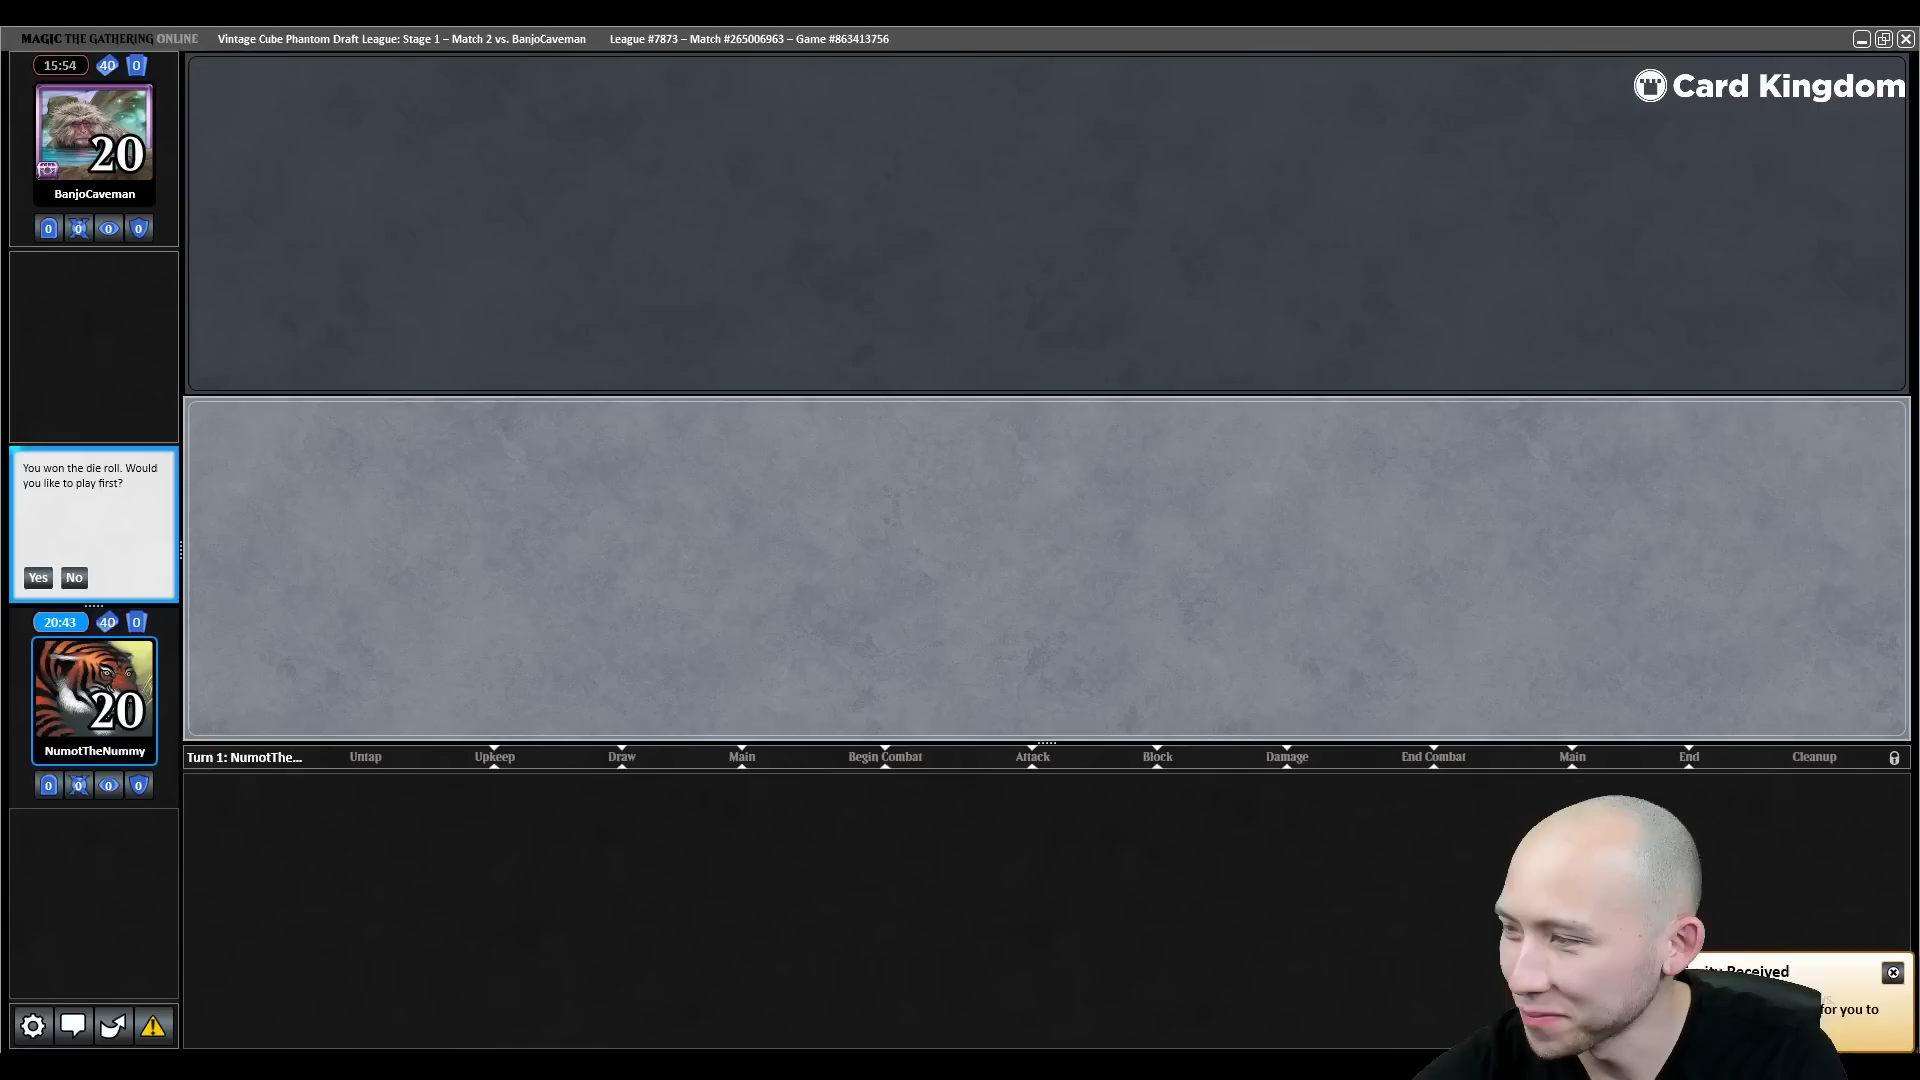 MAGIC THE GATHERING ONLINE
Vintage Cube Phantom Draft League: Stage 1 – Match 2 vs. BanjoCaveman
League #7873 – Match #265006963 – Game #863413756
15:54 40 0
Card Kingdom
20
BanjoCaveman
0 0 0 0
You won the die roll. Would
you like to play first?
Yes No
20:43 40 0
20
NumotTheNummy
Turn 1: NumotThe... Untap Upkeep Draw Main Begin Combat Attack Block Damage End Combat Main End Cleanup
0 0 0 0
Received
for you to